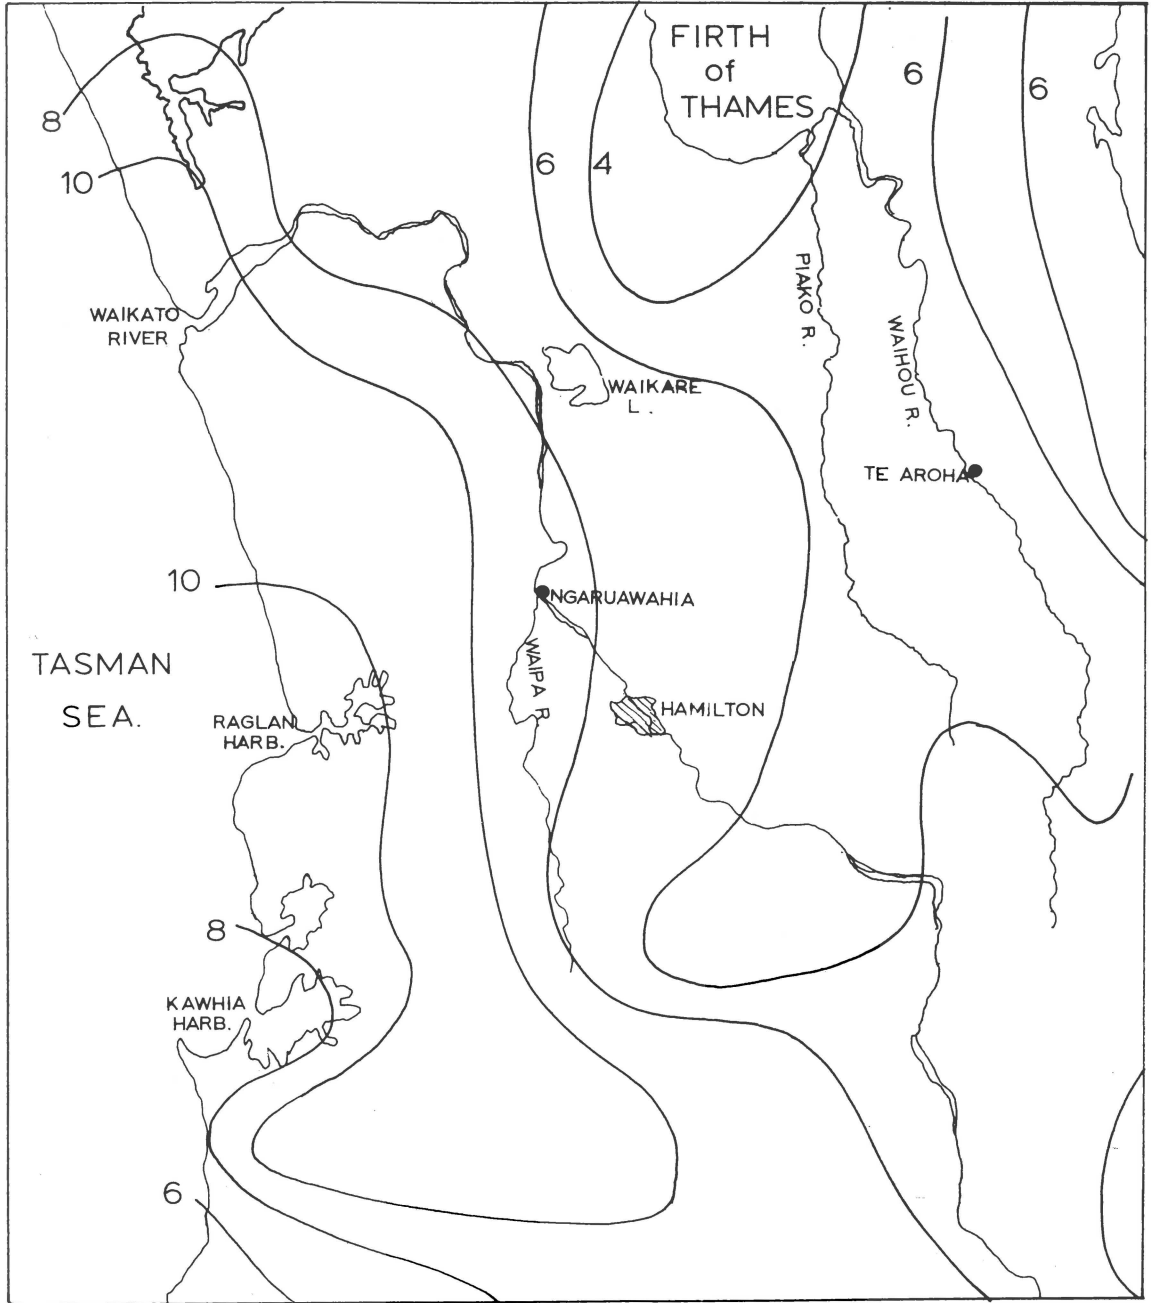 FIRTH
of
THAMES
8
10
6
4
6
6
WAIKATO
RIVER
PIAKO R.
WAIHOU R.
WAIKARE
L.
TE AROHA
10
NGARUAWAHIA
TASMAN
SEA.
WAIPA R
RAGLAN
HARB.
HAMILTON
8
KAWHIA
HARB.
6